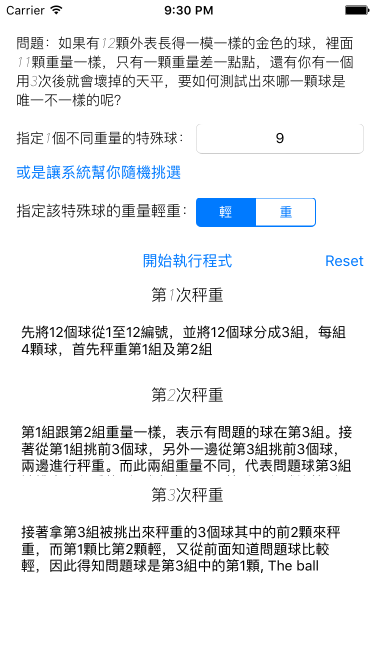 Carrier 9:30 PM
問題：如果有12顆外表長得一模一樣的金色的球，裡面
11顆重量一樣，只有一顆重量差一點點，還有你有一個
用3次後就會壞掉的天平，要如何測試出來哪一顆球是
唯一不一樣的呢？
指定1個不同重量的特殊球： 9
或是讓系統幫你隨機挑選
指定該特殊球的重量輕重： 輕 重
開始執行程式 Reset
第1次秤重
先將12個球從1至12編號，並將12個球分成3組，每組
4顆球，首先秤重第1組及第2組
第2次秤重
第1組跟第2組重量一樣，表示有問題的球在第3組。接
著從第1組挑前3個球，另外一邊從第3組挑前3個球，
兩邊進行秤重。而此兩組重量不同，代表問題球第3組
第3次秤重
接著拿第3組被挑出來秤重的3個球其中的前2顆來秤
重，而第1顆比第2顆輕，又從前面知道問題球比較
輕，因此得知問題球是第3組中的第1顆, The ball